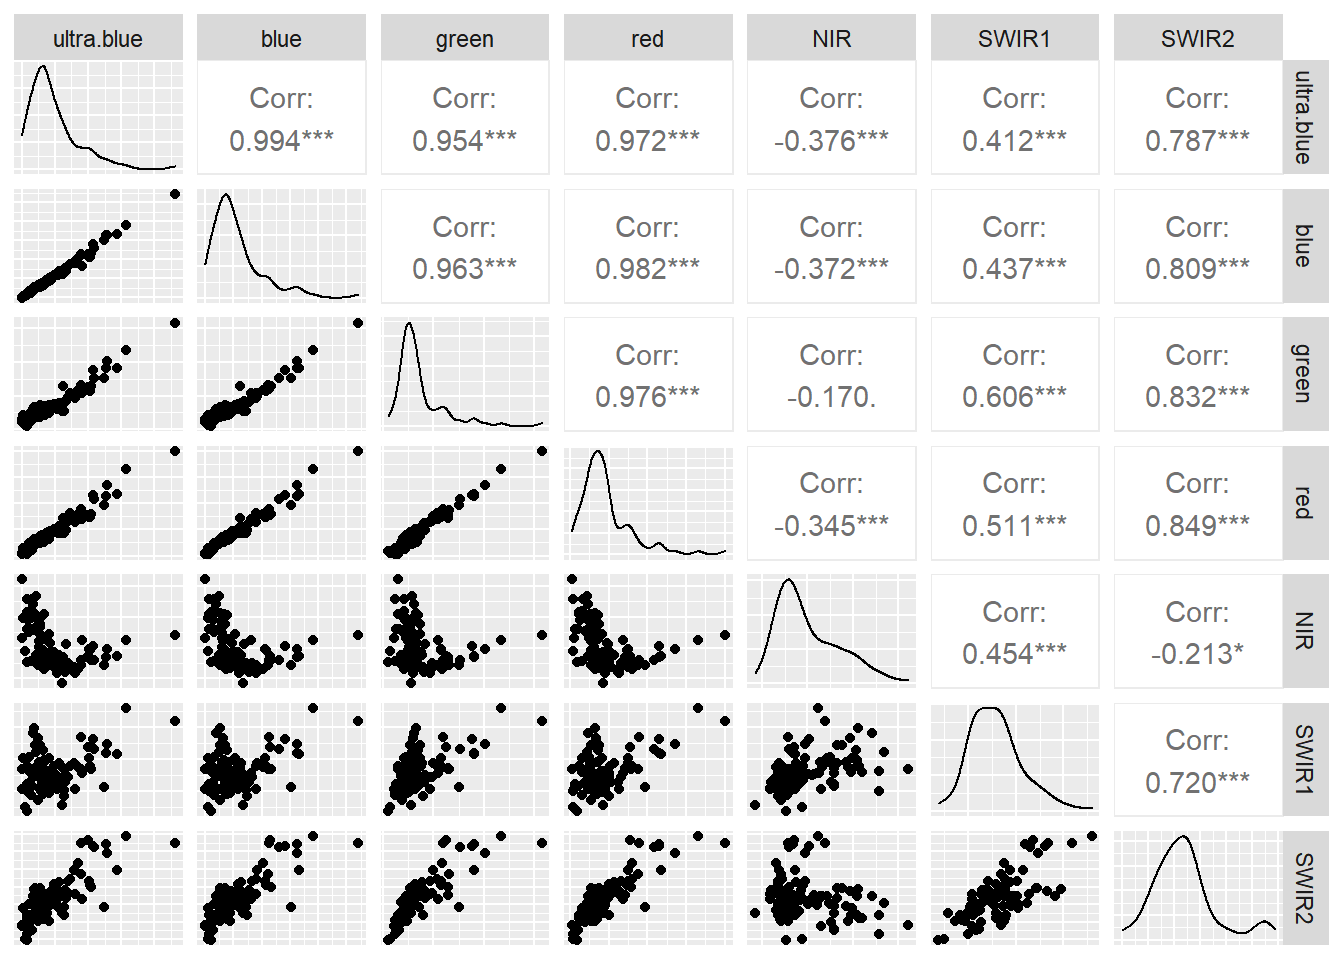 ultra.blue blue green red NIR SWIR1 SWIR2
Corr: Corr: Corr: Corr: Corr: Corr:
0.994*** 0.954*** 0.972*** -0.376*** 0.412*** 0.787***
ultra.blue
Corr: Corr: Corr: Corr: Corr:
0.963*** 0.982*** -0.372*** 0.437*** 0.809***
blue
Corr: Corr: Corr: Corr:
0.976*** -0.170. 0.606*** 0.832***
green
Corr: Corr: Corr:
-0.345*** 0.511*** 0.849***
red
Corr: Corr:
0.454*** -0.213*
NIR
Corr:
0.720***
SWIR1
SWIR2